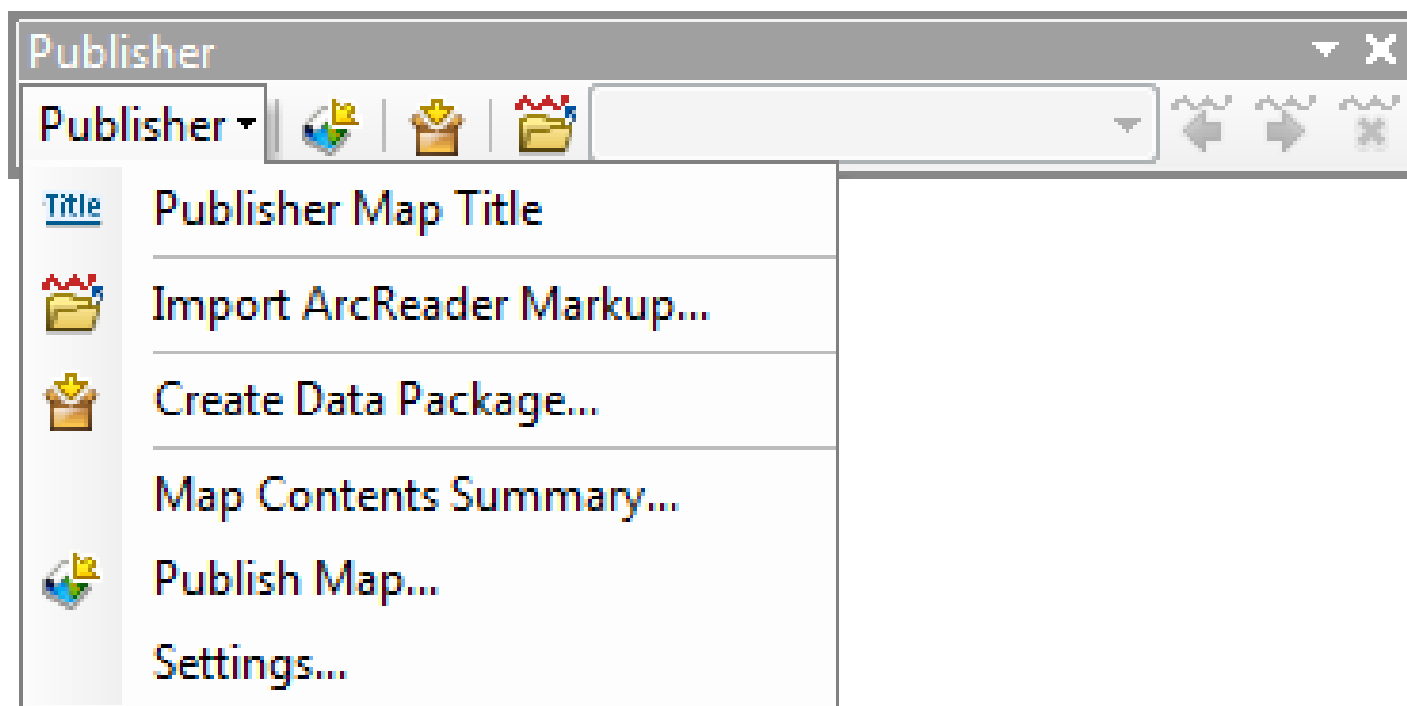 Publisher
Publisher
Title Publisher Map Title
Import ArcReader Markup...
Create Data Package...
Map Contents Summary...
Publish Map...
Settings...